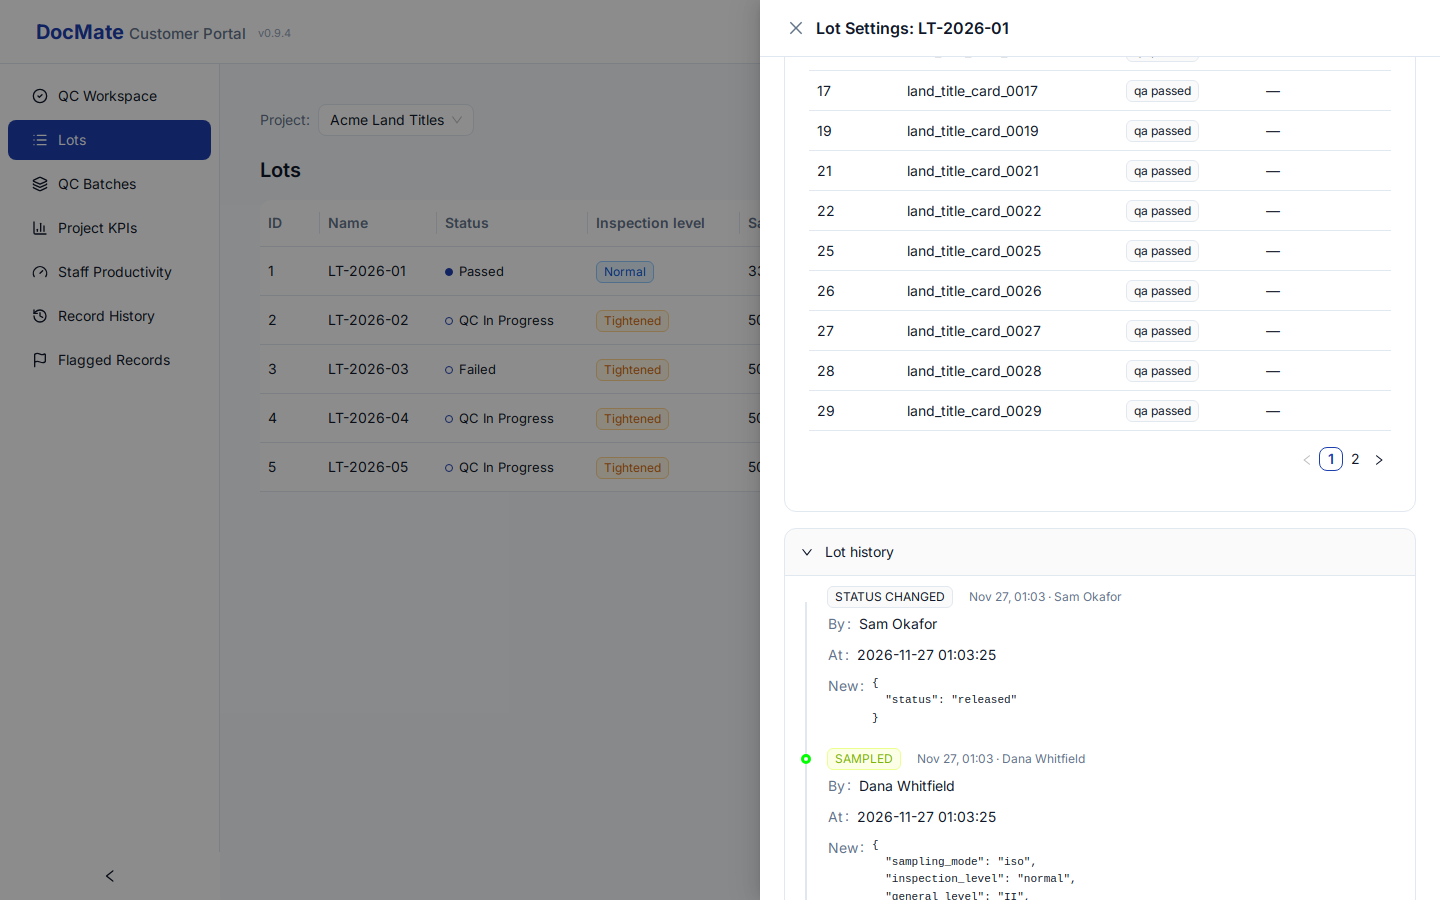 DocMate Customer Portal v0.9.4
QC Workspace
Lots
QC Batches
Project KPIs
Staff Productivity
Record History
Flagged Records
Project: Acme Land Titles
Lots
ID Name Status Inspection level
1 LT-2026-01 Passed Normal
2 LT-2026-02 QC In Progress Tightened
3 LT-2026-03 Failed Tightened
4 LT-2026-04 QC In Progress Tightened
5 LT-2026-05 QC In Progress Tightened
Lot Settings: LT-2026-01
17 land_title_card_0017 qa passed —
19 land_title_card_0019 qa passed —
21 land_title_card_0021 qa passed —
22 land_title_card_0022 qa passed —
25 land_title_card_0025 qa passed —
26 land_title_card_0026 qa passed —
27 land_title_card_0027 qa passed —
28 land_title_card_0028 qa passed —
29 land_title_card_0029 qa passed —
1 2
Lot history
STATUS CHANGED Nov 27, 01:03 · Sam Okafor
By: Sam Okafor
At: 2026-11-27 01:03:25
New: {
"status": "released"
}
SAMPLED Nov 27, 01:03 · Dana Whitfield
By: Dana Whitfield
At: 2026-11-27 01:03:25
New: {
"sampling_mode": "iso",
"inspection_level": "normal",
"general_level": "II",